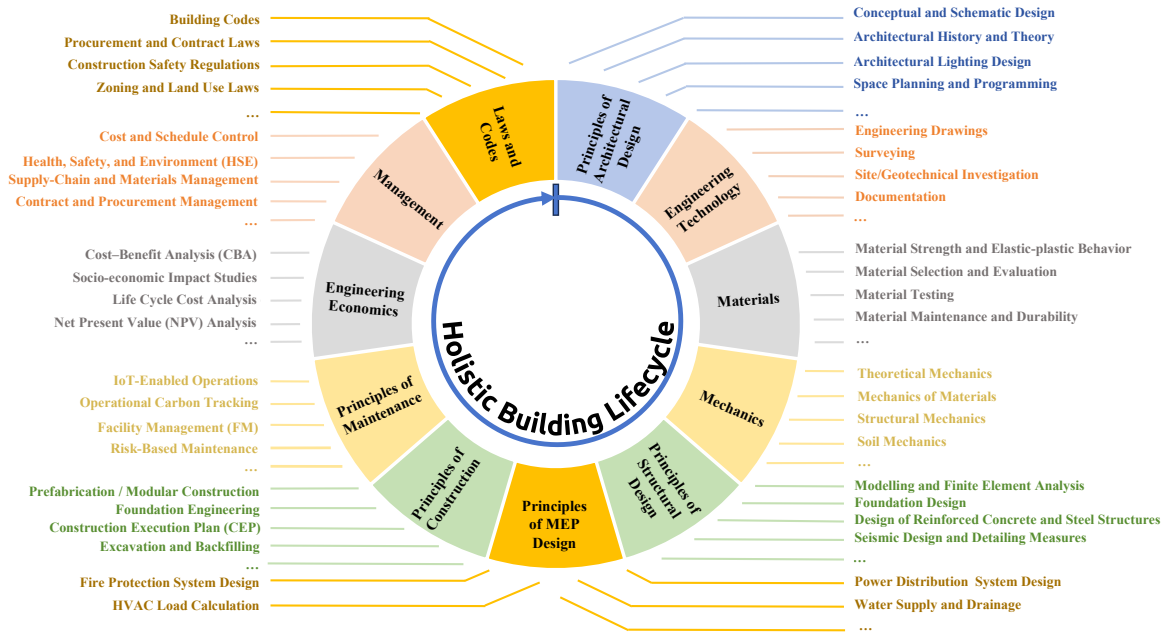 Building Codes
Procurement and Contract Laws
Construction Safety Regulations
Zoning and Land Use Laws
...
Cost and Schedule Control
Health, Safety, and Environment (HSE)
Supply-Chain and Materials Management
Contract and Procurement Management
...
Cost–Benefit Analysis (CBA)
Socio-economic Impact Studies
Life Cycle Cost Analysis
Net Present Value (NPV) Analysis
...
IoT-Enabled Operations
Operational Carbon Tracking
Facility Management (FM)
Risk-Based Maintenance
...
Prefabrication / Modular Construction
Foundation Engineering
Construction Execution Plan (CEP)
Excavation and Backfilling
...
Fire Protection System Design
HVAC Load Calculation
Laws and
Codes
Principles of
Architectural
Design
Management
Engineering
Technology
Engineering
Economics
Materials
Principles of
Maintenance
Mechanics
Principles of
Construction
Principles of MEP
Design
Principles of
Structural
Design
Holistic Building Lifecycle
Conceptual and Schematic Design
Architectural History and Theory
Architectural Lighting Design
Space Planning and Programming
...
Engineering Drawings
Surveying
Site/Geotechnical Investigation
Documentation
...
Material Strength and Elastic-plastic Behavior
Material Selection and Evaluation
Material Testing
Material Maintenance and Durability
...
Theoretical Mechanics
Mechanics of Materials
Structural Mechanics
Soil Mechanics
...
Modelling and Finite Element Analysis
Foundation Design
Design of Reinforced Concrete and Steel Structures
Seismic Design and Detailing Measures
...
Power Distribution System Design
Water Supply and Drainage
...